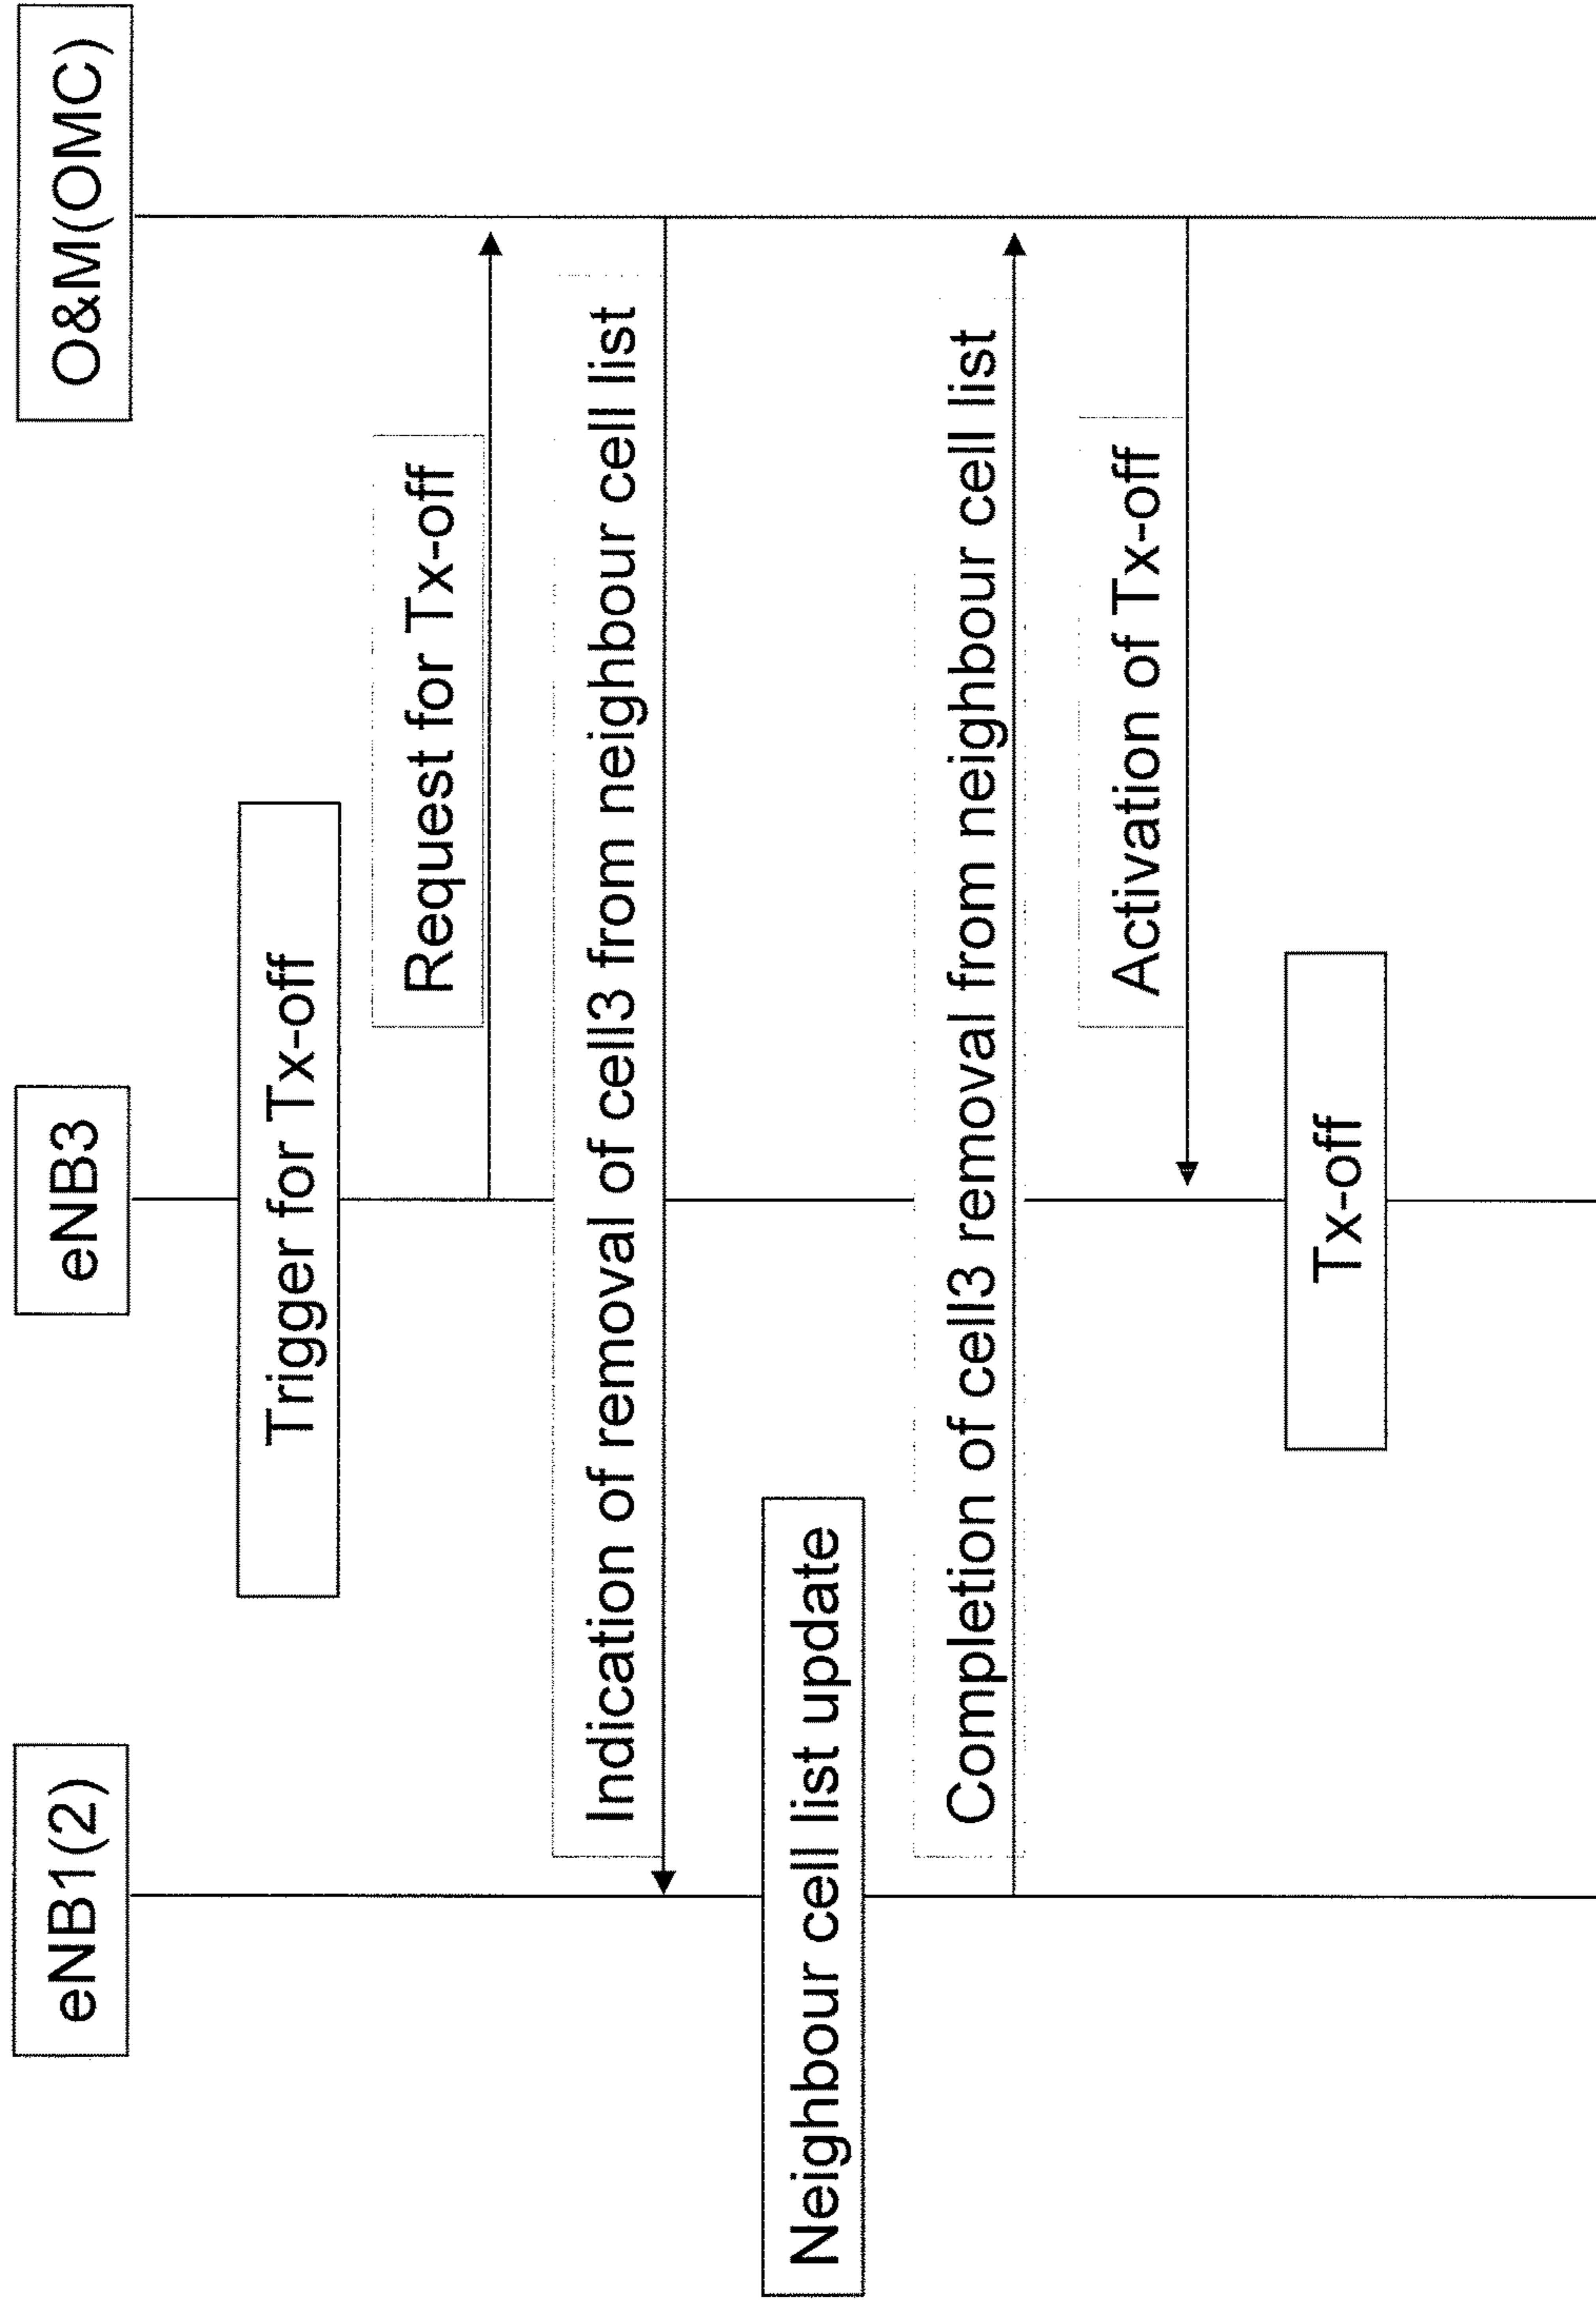 eNB1(2)
eNB3
O&M(OMC)
Trigger for Tx-off
Request for Tx-off
Indication of removal of cell3 from neighbour cell list
Neighbour cell list update
Completion of cell3 removal from neighbour cell list
Activation of Tx-off
Tx-off